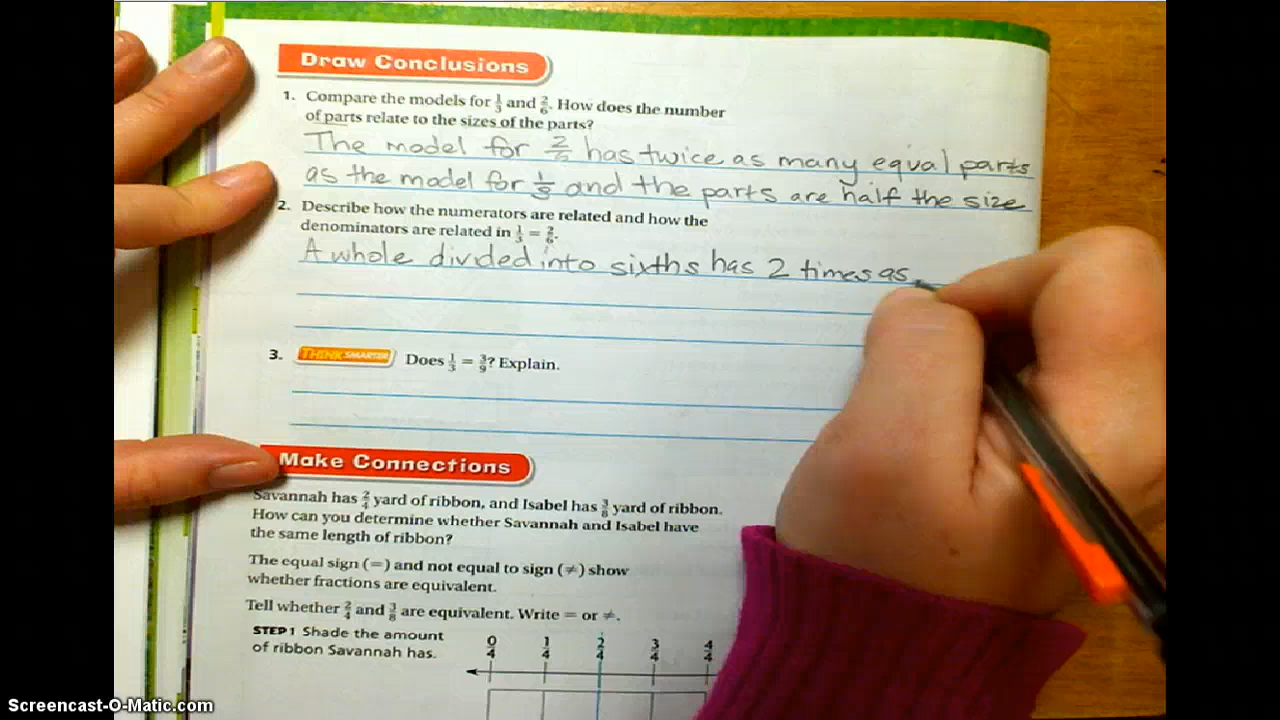 Draw Conclusions
1. Compare the models for 1/3 and 2/6. How does the number
of parts relate to the sizes of the parts?
The model for 2/6 has twice as many equal parts
as the model for 1/3 and the parts are half the size
2. Describe how the numerators are related and how the
denominators are related in 1/3 = 2/6.
A whole divided into sixths has 2 times as
3. THINK SMARTER Does 1/3 = 3/9? Explain.
Make Connections
Savannah has 2/4 yard of ribbon, and Isabel has 3/8 yard of ribbon.
How can you determine whether Savannah and Isabel have
the same length of ribbon?
The equal sign (=) and not equal to sign (≠) show
whether fractions are equivalent.
Tell whether 2/4 and 3/8 are equivalent. Write = or ≠.
STEP 1 Shade the amount
of ribbon Savannah has.
0/4 1/4 2/4 3/4 4/4
Screencast-O-Matic.com